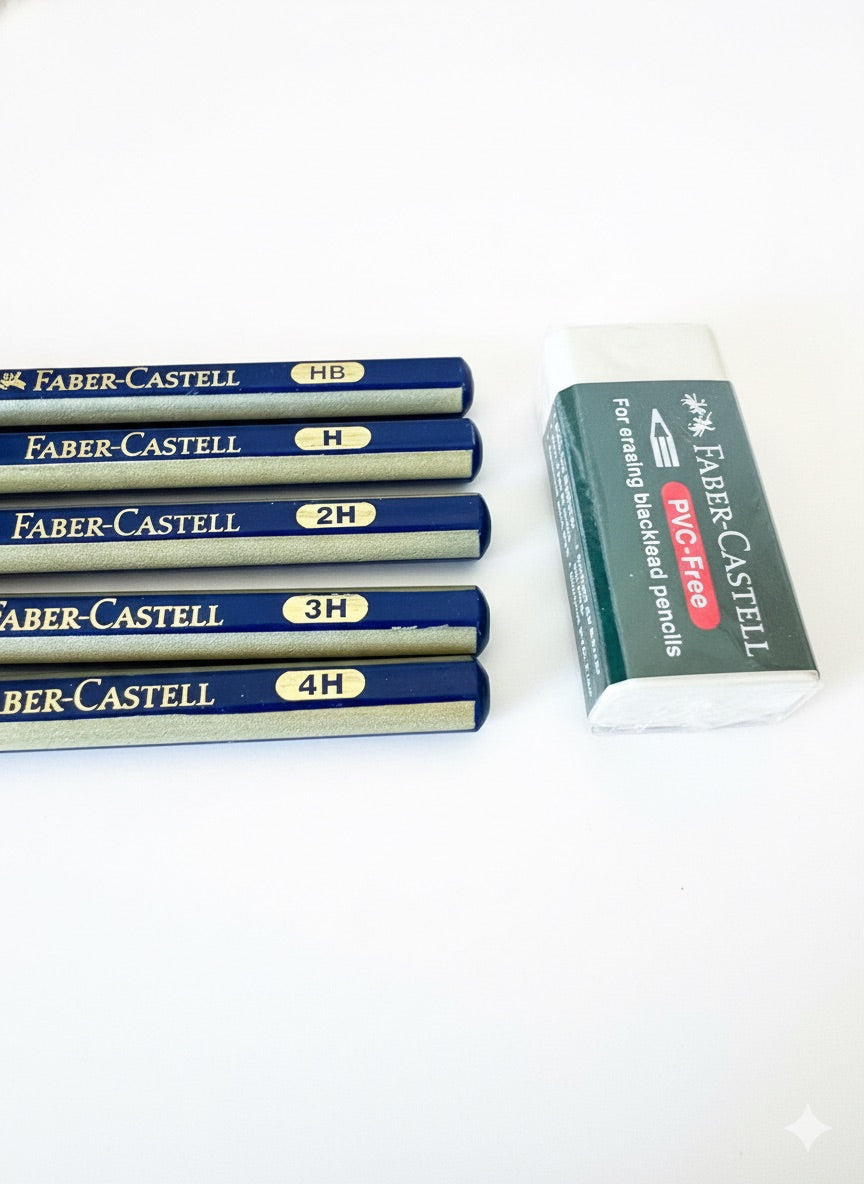 FABER-CASTELL HB
FABER-CASTELL H
FABER-CASTELL 2H
FABER-CASTELL 3H
BER-CASTELL 4H
FABER-CASTELL
PVC-Free
For erasing blacklead pencils